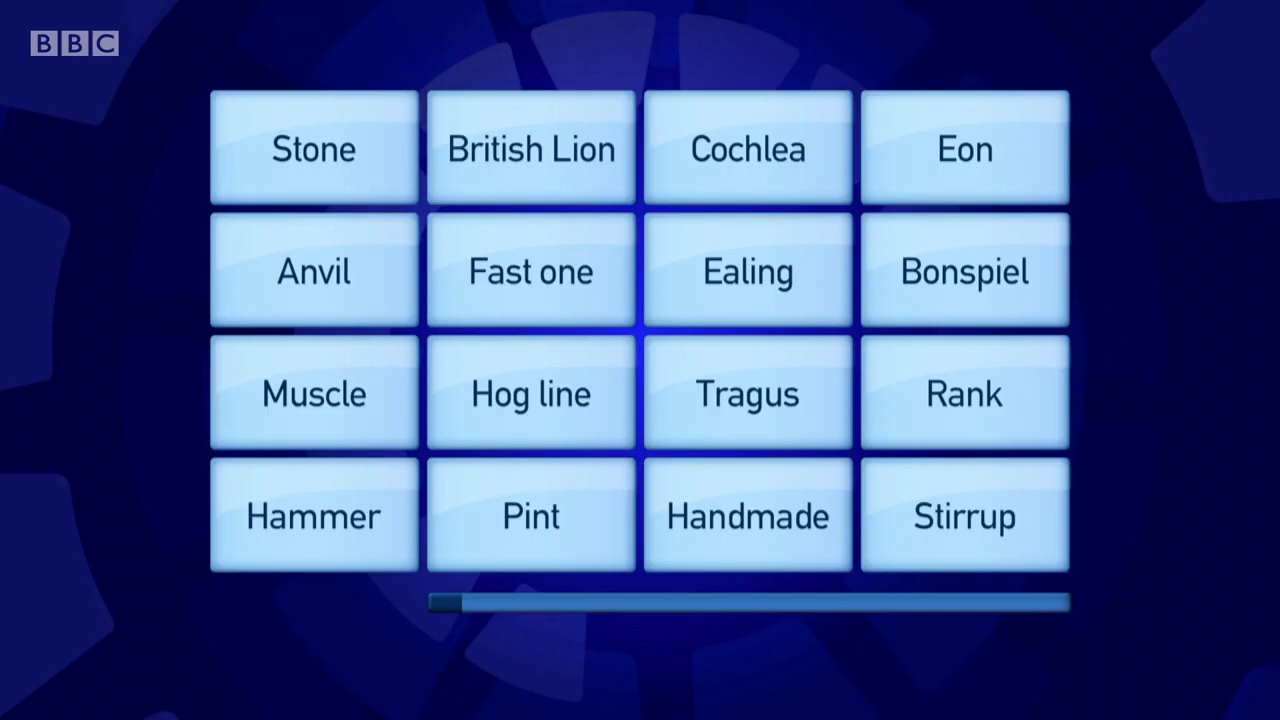 BBC
Stone
British Lion
Cochlea
Eon
Anvil
Fast one
Ealing
Bonspiel
Muscle
Hog line
Tragus
Rank
Hammer
Pint
Handmade
Stirrup